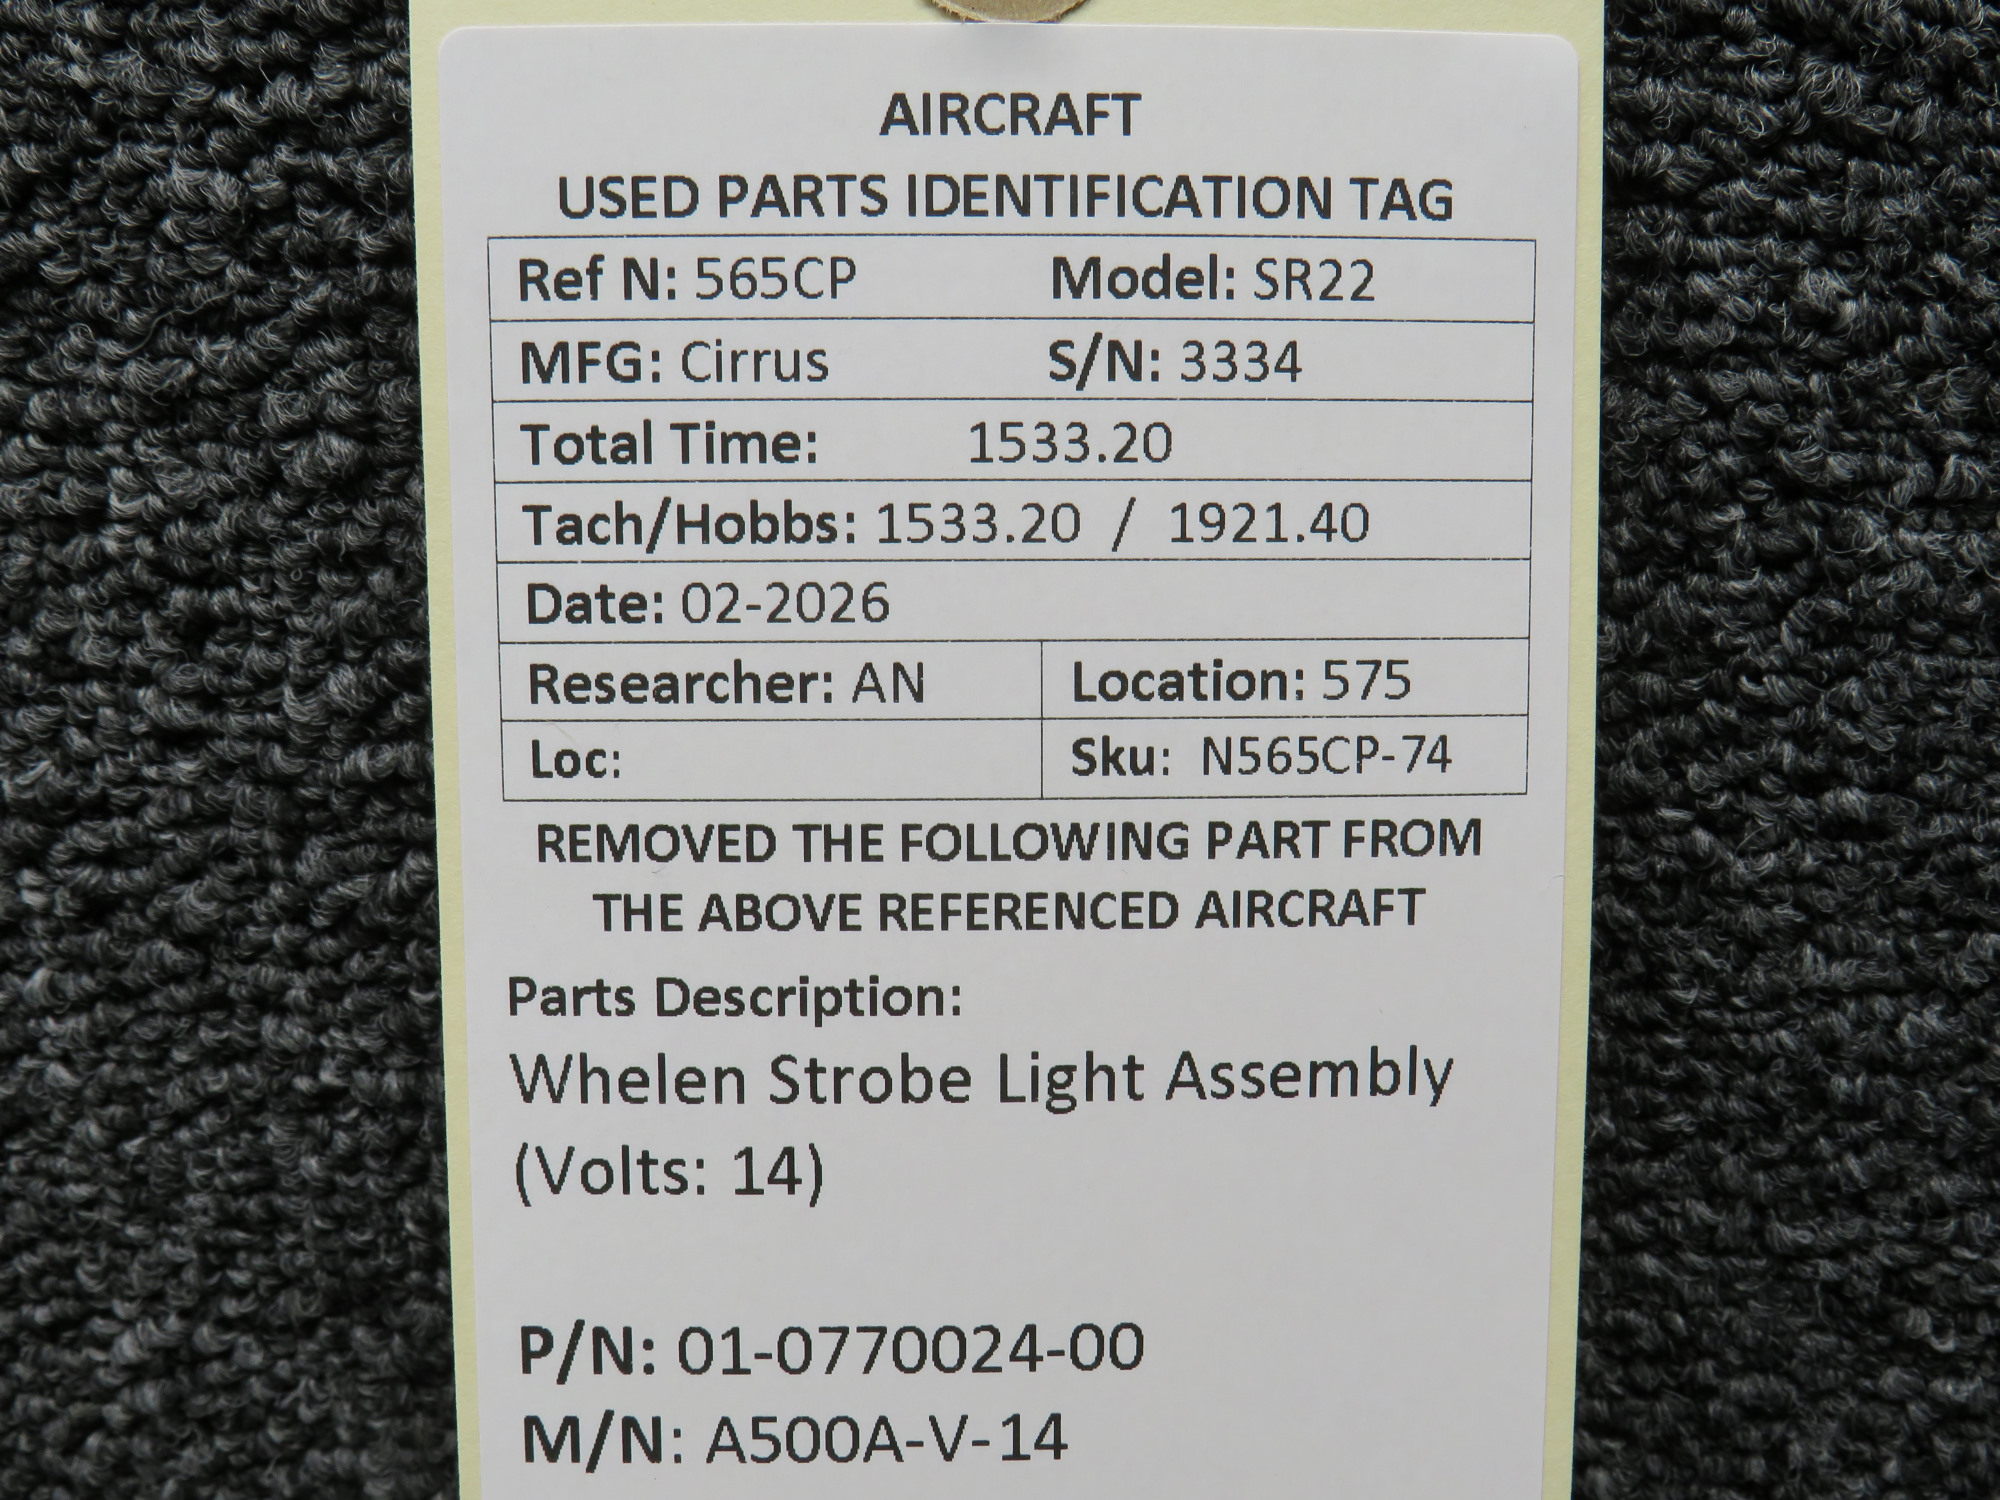 AIRCRAFT
USED PARTS IDENTIFICATION TAG
Ref N: 565CP Model: SR22
MFG: Cirrus S/N: 3334
Total Time: 1533.20
Tach/Hobbs: 1533.20 / 1921.40
Date: 02-2026
Researcher: AN Location: 575
Loc: Sku: N565CP-74
REMOVED THE FOLLOWING PART FROM
THE ABOVE REFERENCED AIRCRAFT
Parts Description:
Whelen Strobe Light Assembly
(Volts: 14)
P/N: 01-0770024-00
M/N: A500A-V-14